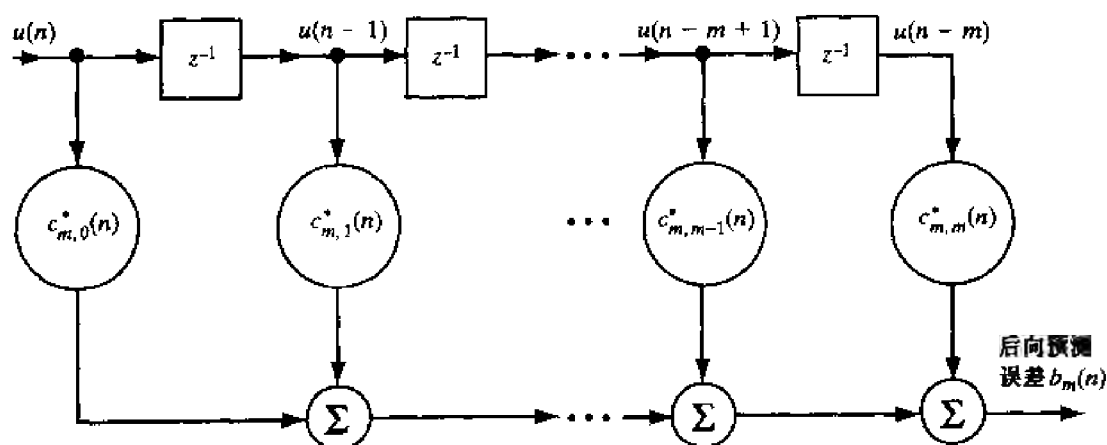 u(n)
u(n - 1)
u(n - m + 1)
u(n - m)
z⁻¹
z⁻¹
...
z⁻¹
c*m,0(n)
c*m,1(n)
...
c*m,m-1(n)
c*m,m(n)
后向预测
误差 bm(n)
Σ
...
Σ
Σ